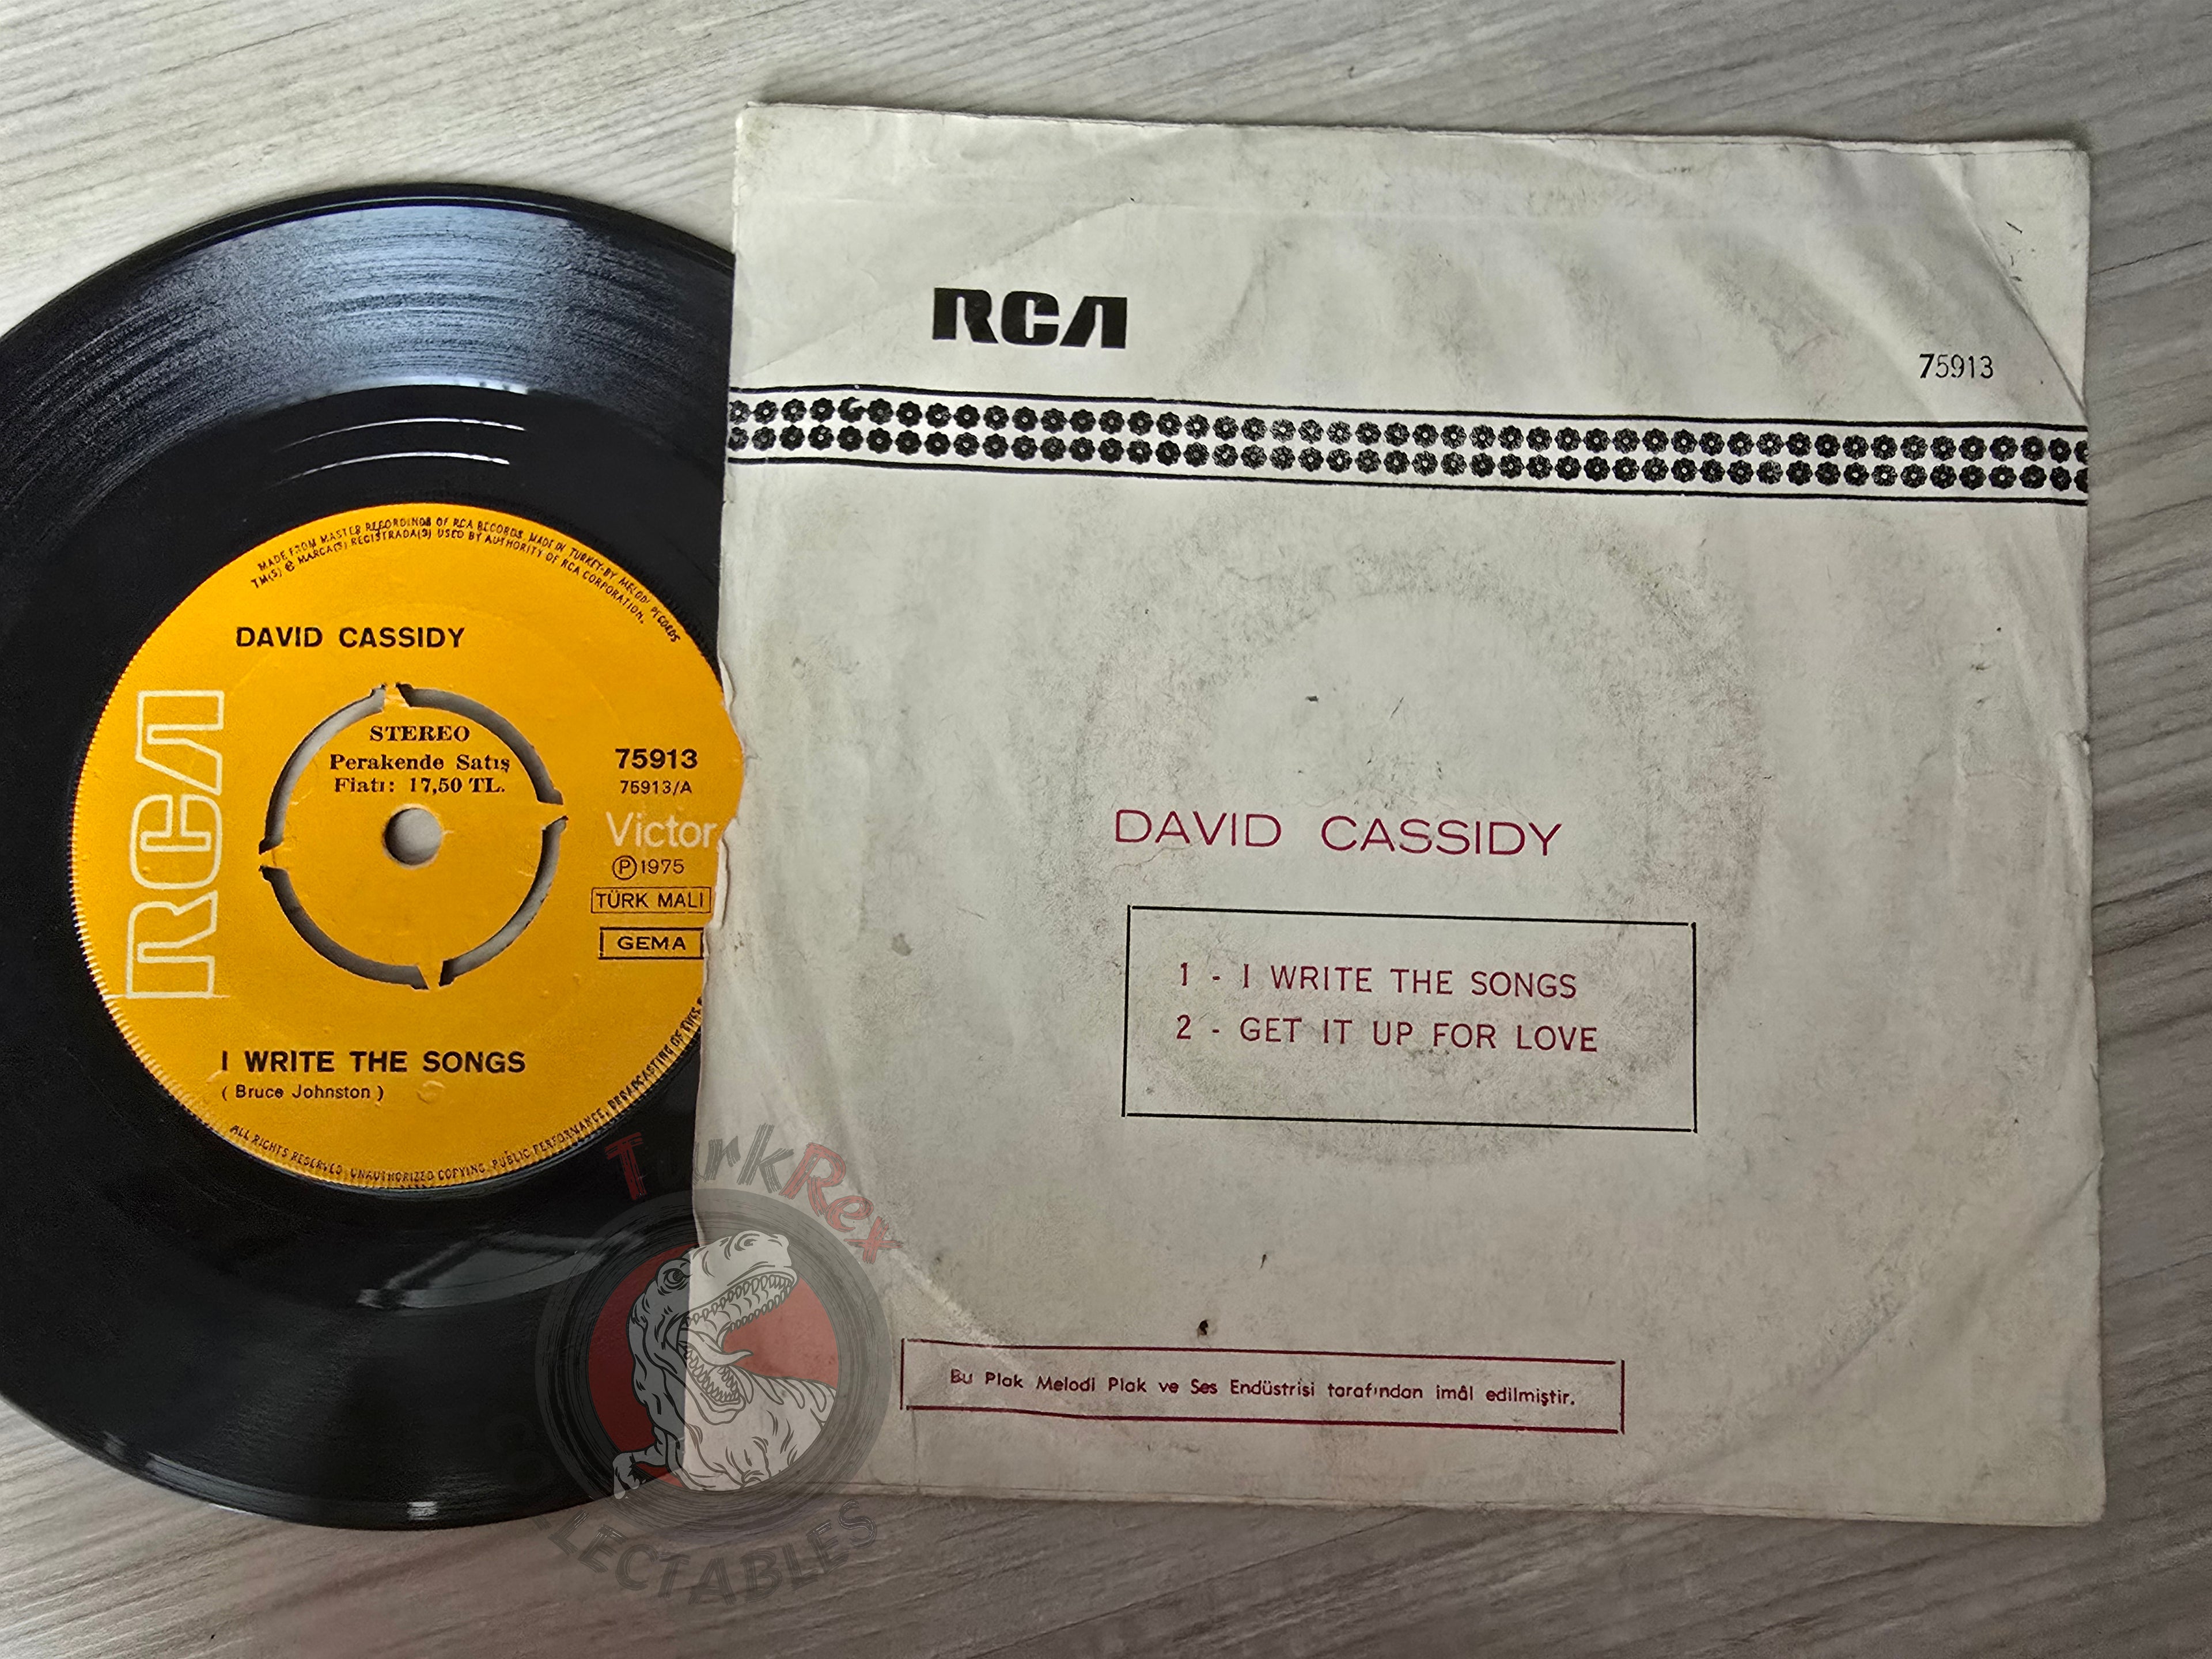 MADE FROM MASTER RECORDINGS OF RCA RECORDS. MADE IN TURKEY-BY MELODİ RECORDS
TM(S) ® MARCA(S) REGISTRADA(S) USED BY AUTHORITY OF RCA CORPORATION.
DAVID CASSIDY
RCA
STEREO
Perakende Satış
Fiatı: 17,50 TL.
75913
75913/A
Victor
Ⓟ1975
TÜRK MALI
GEMA
I WRITE THE SONGS
( Bruce Johnston )
ALL RIGHTS RESERVED. UNAUTHORIZED COPYING, PUBLIC PERFORMANCE, BROADCASTING OF THIS
RCA
75913
DAVID CASSIDY
1 - I WRITE THE SONGS
2 - GET IT UP FOR LOVE
Bu Plak Melodi Plak ve Ses Endüstrisi tarafından imâl edilmiştir.
TurkRex
COLLECTABLES